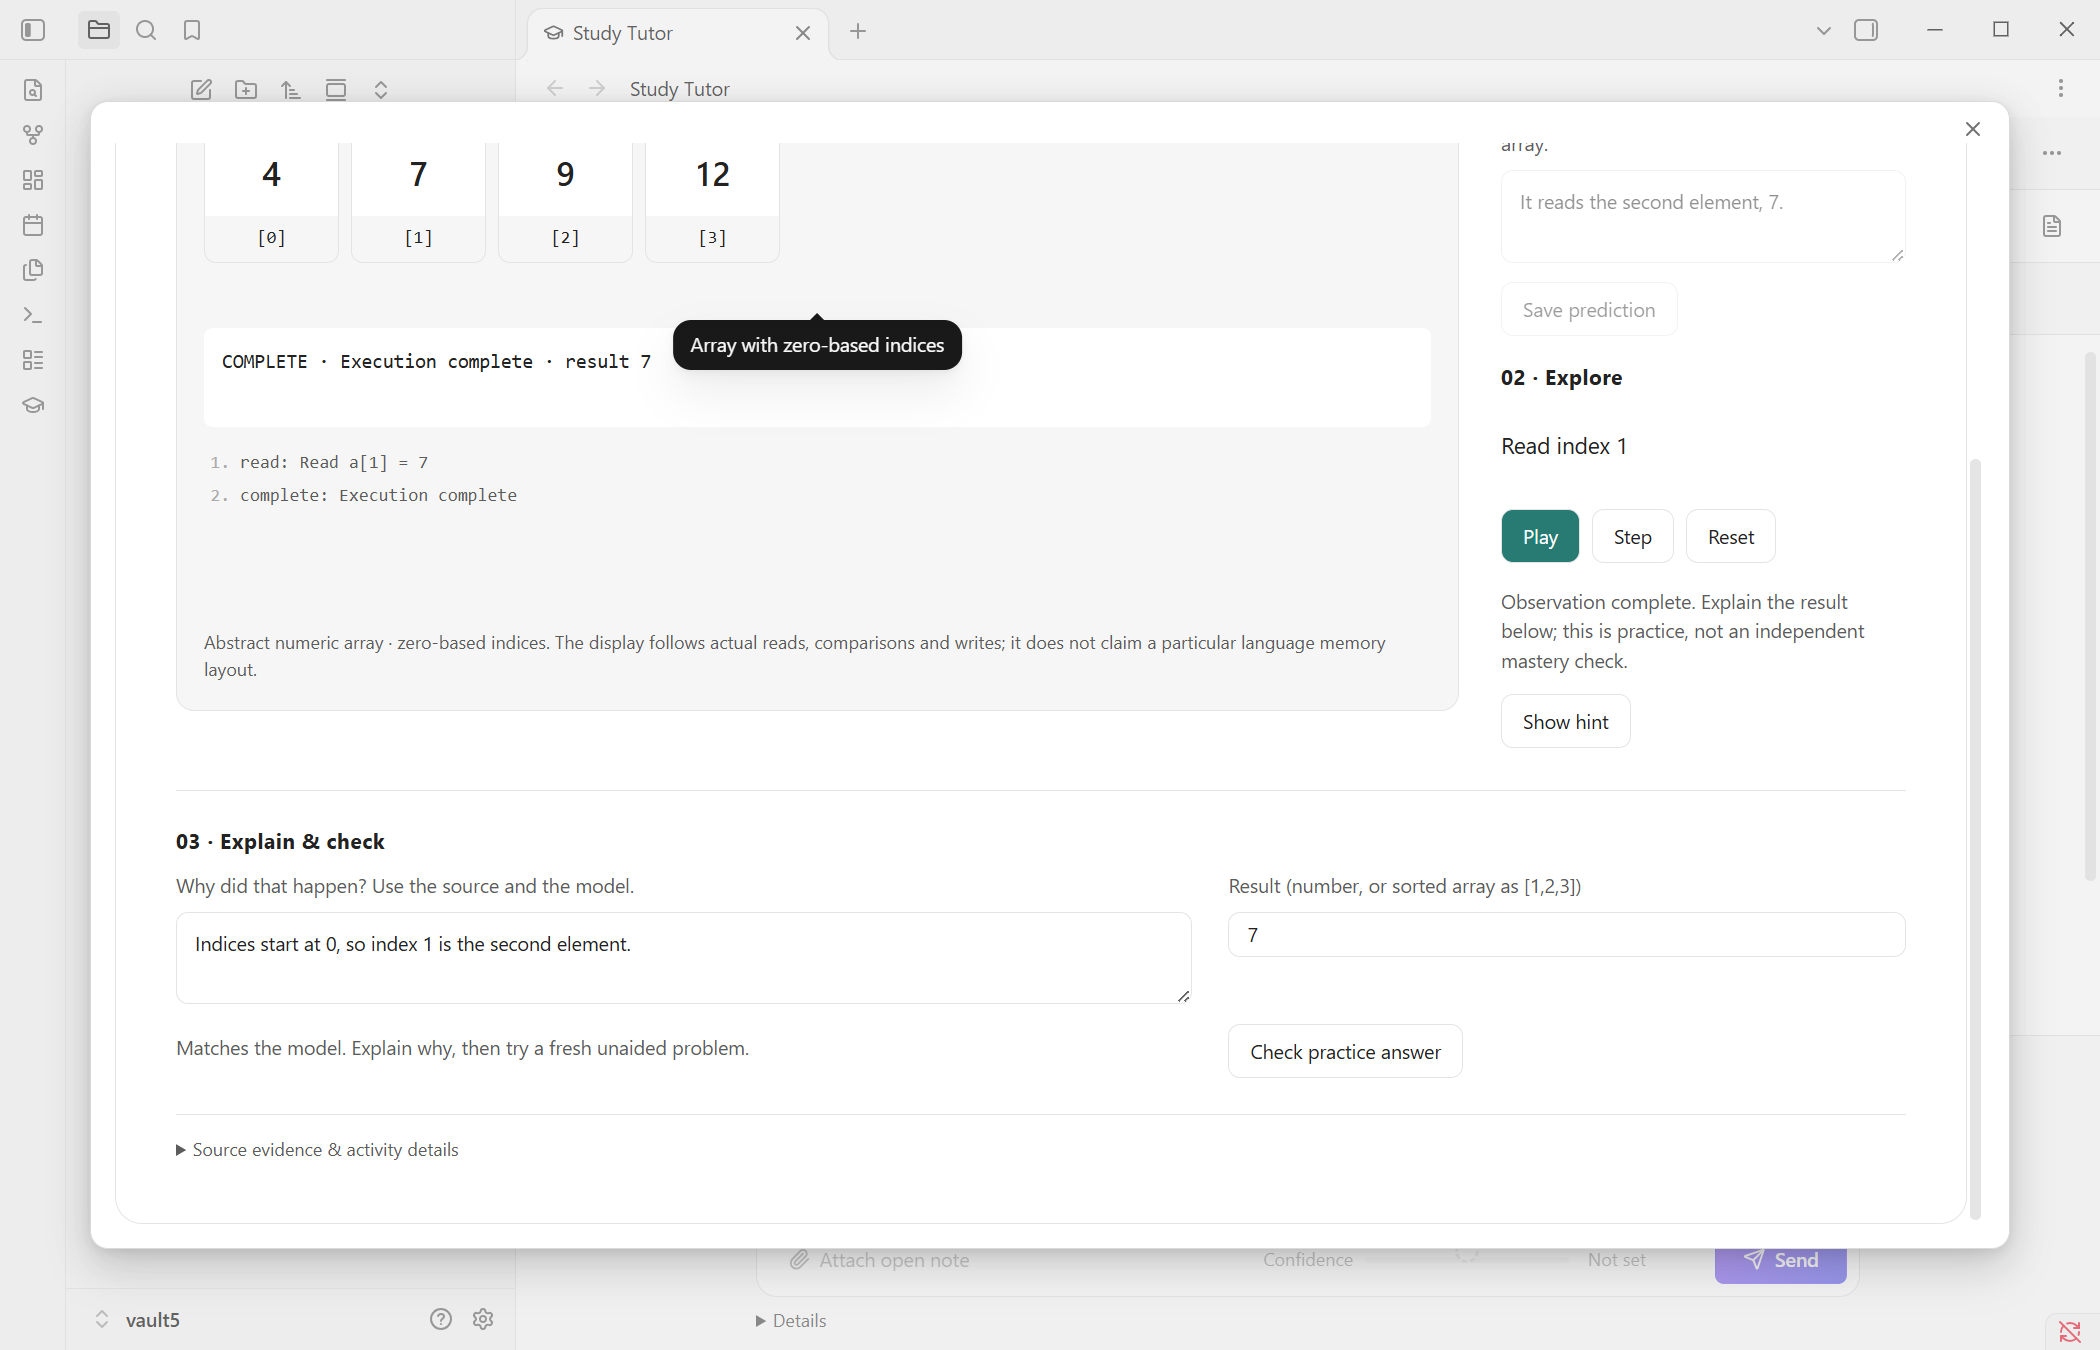 Study Tutor
Study Tutor
4
7
9
12
[0]
[1]
[2]
[3]
Array with zero-based indices
COMPLETE · Execution complete · result 7
1. read: Read a[1] = 7
2. complete: Execution complete
Abstract numeric array · zero-based indices. The display follows actual reads, comparisons and writes; it does not claim a particular language memory
layout.
array.
It reads the second element, 7.
Save prediction
02 · Explore
Read index 1
Play
Step
Reset
Observation complete. Explain the result
below; this is practice, not an independent
mastery check.
Show hint
03 · Explain & check
Why did that happen? Use the source and the model.
Indices start at 0, so index 1 is the second element.
Matches the model. Explain why, then try a fresh unaided problem.
Result (number, or sorted array as [1,2,3])
7
Check practice answer
Source evidence & activity details
Attach open note
Confidence
Not set
Send
Details
vault5